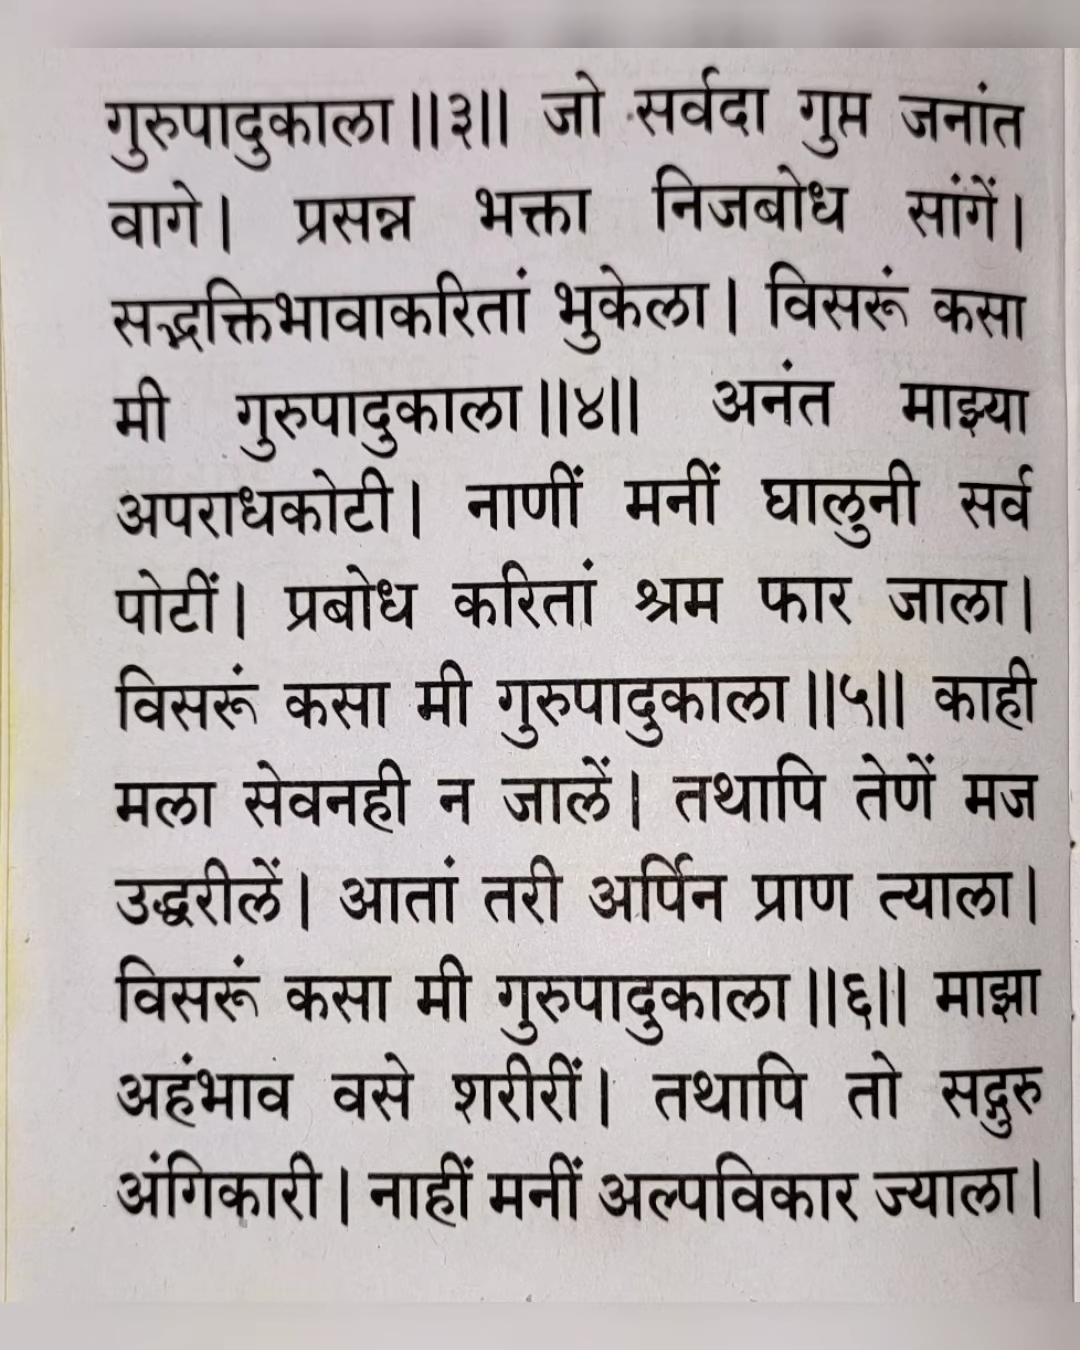 गुरुपादुकाला॥३॥ जो सर्वदा गुप्त जनांत
वागे। प्रसन्न भक्ता निजबोध सांगें।
सद्भक्तिभावाकरितां भुकेला। विसरूं कसा
मी गुरुपादुकाला॥४॥ अनंत माझ्या
अपराधकोटी। नाणीं मनीं घालुनी सर्व
पोटीं। प्रबोध करितां श्रम फार जाला।
विसरूं कसा मी गुरुपादुकाला॥५॥ काही
मला सेवनही न जालें। तथापि तेणें मज
उद्धरीलें। आतां तरी अर्पिन प्राण त्याला।
विसरूं कसा मी गुरुपादुकाला॥६॥ माझा
अहंभाव वसे शरीरीं। तथापि तो सद्गुरु
अंगिकारी। नाहीं मनीं अल्पविकार ज्याला।